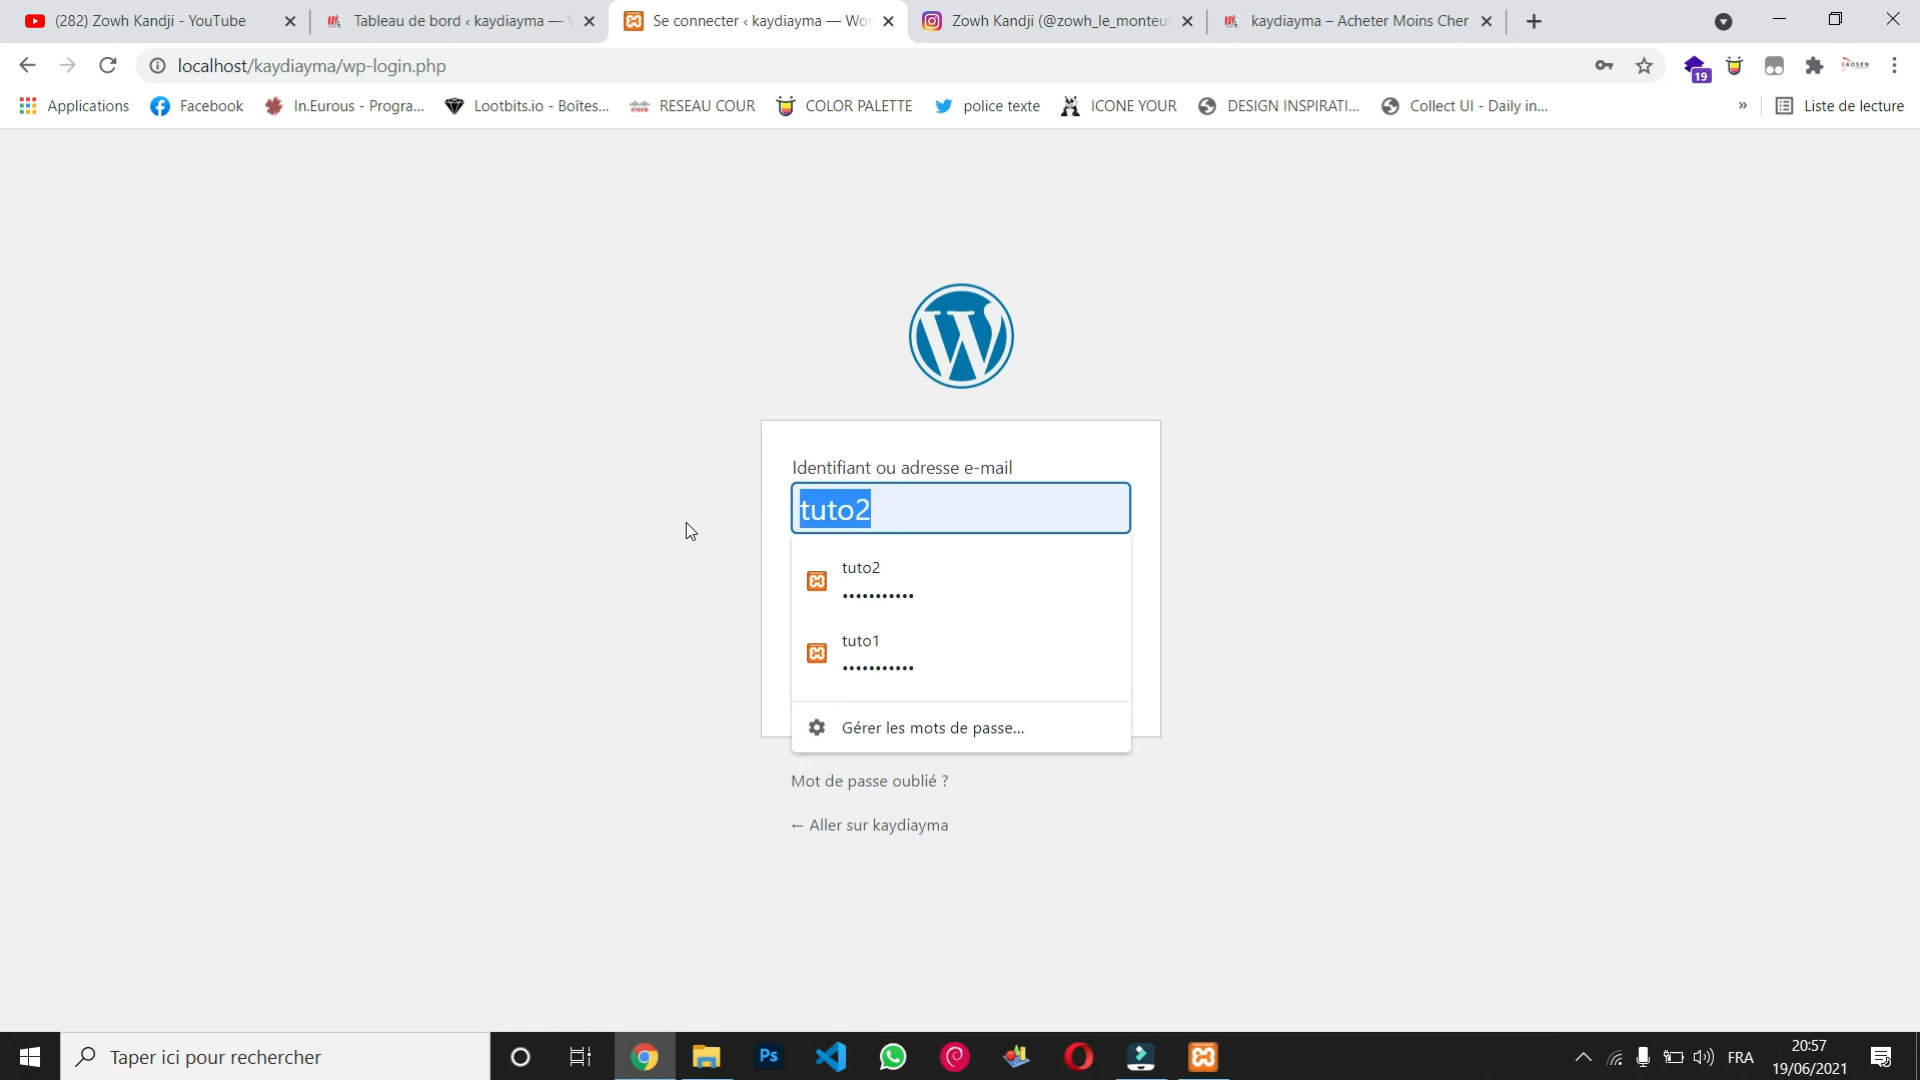 (282) Zowh Kandji - YouTube
Tableau de bord ‹ kaydiayma —
Se connecter ‹ kaydiayma — Wo
Zowh Kandji (@zowh_le_monteu
kaydiayma – Acheter Moins Cher
localhost/kaydiayma/wp-login.php
19
Applications
Facebook
In.Eurous - Progra...
Lootbits.io - Boîtes...
RESEAU COUR
COLOR PALETTE
police texte
ICONE YOUR
DESIGN INSPIRATI...
Collect UI - Daily in...
»
Liste de lecture
Identifiant ou adresse e-mail
tuto2
tuto2
•••••••••••
tuto1
•••••••••••
Gérer les mots de passe...
Mot de passe oublié ?
← Aller sur kaydiayma
Taper ici pour rechercher
Ps
FRA
20:57
19/06/2021